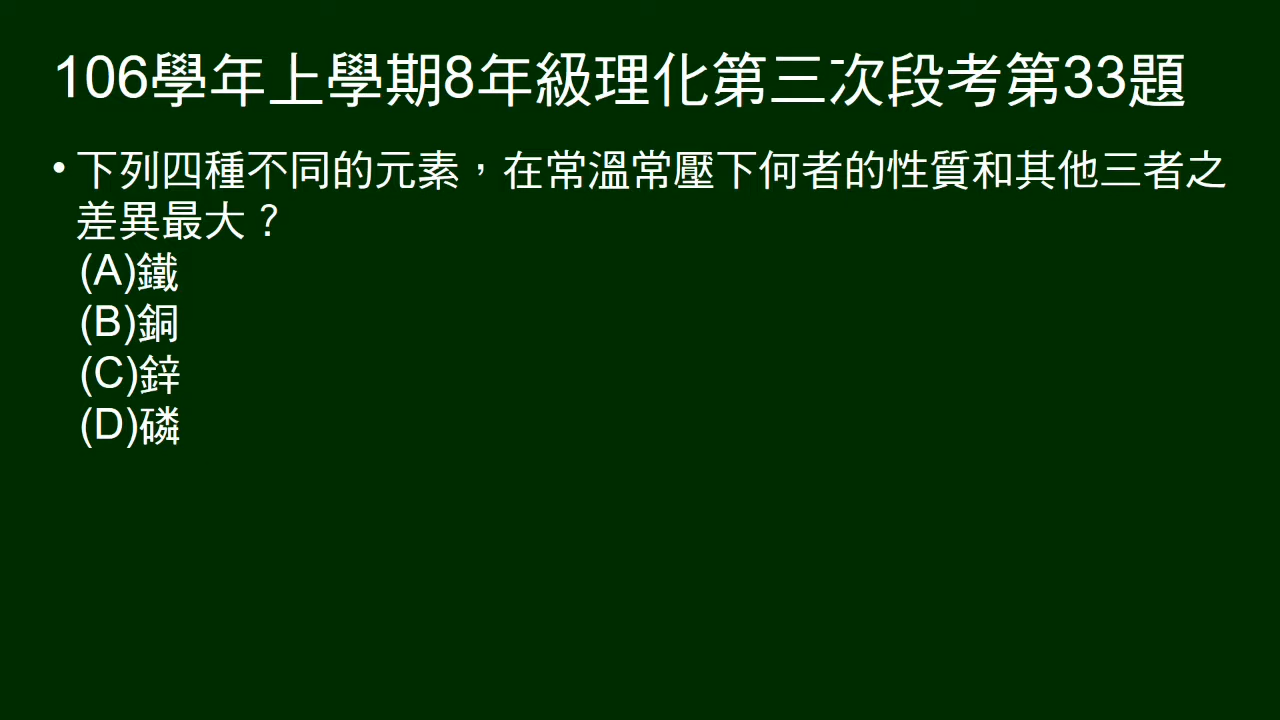 106學年上學期8年級理化第三次段考第33題
• 下列四種不同的元素，在常溫常壓下何者的性質和其他三者之
差異最大？
(A)鐵
(B)銅
(C)鋅
(D)磷